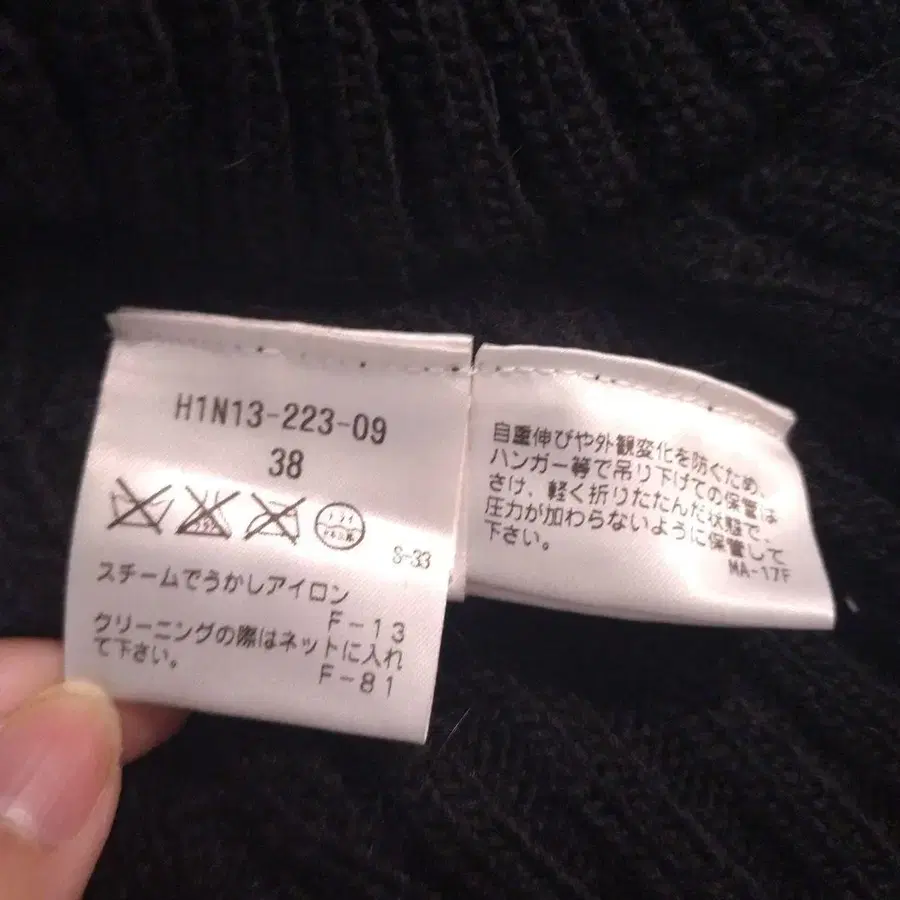 H1N13-223-09
38
S-33
スチームでうかしアイロン
F-13
クリーニングの際はネットに入れ
て下さい。
F-81
自重伸びや外観変化を防ぐため、
ハンガー等で吊り下げての保管は
さけ、軽く折りたたんだ状態で、
圧力が加わらないように保管して
下さい。
MA-17F